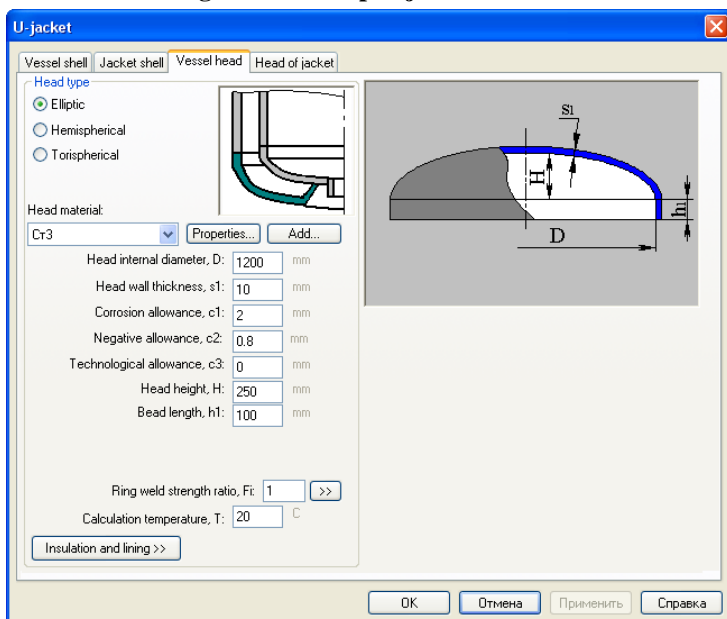 U-jacket
Vessel shell Jacket shell Vessel head Head of jacket
Head type
Elliptic
Hemispherical
Torispherical
Head material:
Ст3 Properties... Add...
Head internal diameter, D: 1200 mm
Head wall thickness, s1: 10 mm
Corrosion allowance, c1: 2 mm
Negative allowance, c2: 0.8 mm
Technological allowance, c3: 0 mm
Head height, H: 250 mm
Bead length, h1: 100 mm
Ring weld strength ratio, Fi: 1 >>
Calculation temperature, T: 20 C
Insulation and lining >>
s1
H
h1
D
OK Отмена Применить Справка